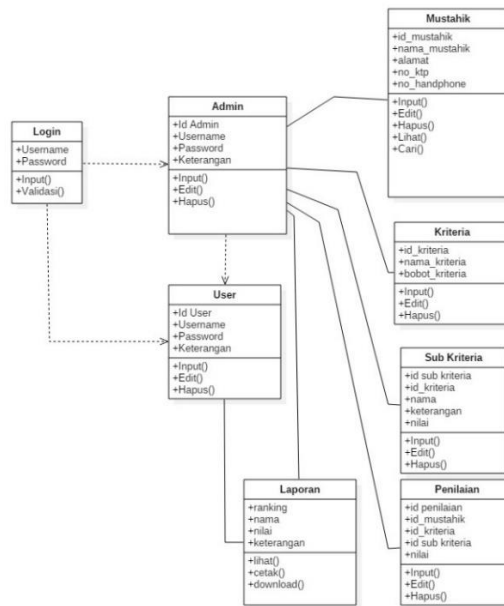 Login
+Username
+Password
+Input()
+Validasi()
Admin
+Id Admin
+Username
+Password
+Keterangan
+Input()
+Edit()
+Hapus()
User
+Id User
+Username
+Password
+Keterangan
+Input()
+Edit()
+Hapus()
Laporan
+ranking
+nama
+nilai
+keterangan
+lihat()
+cetak()
+download()
Mustahik
+id_mustahik
+nama_mustahik
+alamat
+no_ktp
+no_handphone
+Input()
+Edit()
+Hapus()
+Lihat()
+Cari()
Kriteria
+id_kriteria
+nama_kriteria
+bobot_kriteria
+Input()
+Edit()
+Hapus()
Sub Kriteria
+id sub kriteria
+id_kriteria
+nama
+keterangan
+nilai
+Input()
+Edit()
+Hapus()
Penilaian
+id penilaian
+id_mustahik
+id_kriteria
+id sub kriteria
+nilai
+Input()
+Edit()
+Hapus()